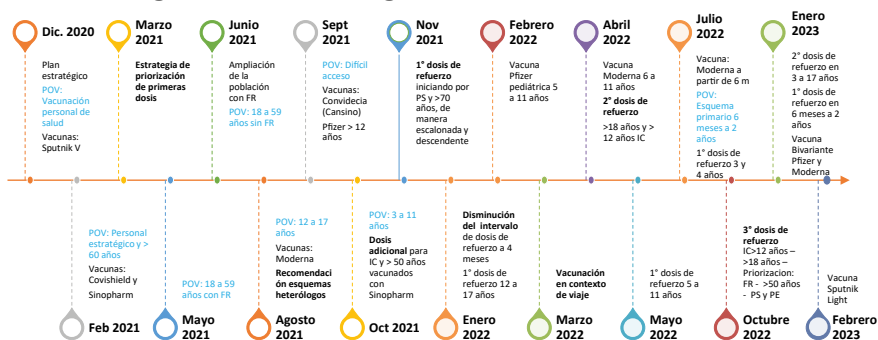 Dic. 2020
Plan
estratégico
POV:
Vacunación
personal de
salud
Vacunas:
Sputnik V
Marzo
2021
Estrategia de
priorización
de primeras
dosis
Junio
2021
Ampliación
de la
población
con FR
POV: 18 a 59
años sin FR
Sept
2021
POV: Difícil
acceso
Vacunas:
Convidecia
(Cansino)
Pfizer > 12
años
Nov
2021
1° dosis de
refuerzo
iniciando por
PS y >70
años, de
manera
escalonada y
descendente
Febrero
2022
Vacuna
Pfizer
pediátrica 5
a 11 años
Abril
2022
Vacuna
Moderna 6 a
11 años
2° dosis de
refuerzo
>18 años y >
12 años IC
Julio
2022
Vacuna:
Moderna a
partir de 6 m
POV:
Esquema
primario 6
meses a 2
años
1° dosis de
refuerzo 3 y
4 años
Enero
2023
2° dosis de
refuerzo en
3 a 17 años
1° dosis de
refuerzo en
6 meses a 2
años
Vacuna
Bivariante
Pfizer y
Moderna
POV: Personal
estratégico y >
60 años
Vacunas:
Covishield y
Sinopharm
Feb 2021
POV: 18 a 59
años con FR
Mayo
2021
POV: 12 a 17
años
Vacunas:
Moderna
Recomendaci
ón esquemas
heterólogos
Agosto
2021
POV: 3 a 11
años
Dosis
adicional para
IC y > 50 años
vacunados
con
Sinopharm
Oct 2021
Disminución
del intervalo
de dosis de
refuerzo a 4
meses
1° dosis de
refuerzo 12 a
17 años
Enero
2022
Vacunación
en contexto
de viaje
Marzo
2022
1° dosis de
refuerzo 5 a
11 años
Mayo
2022
3° dosis de
refuerzo
IC>12 años –
>18 años –
Priorizacion:
FR - >50 años
- PS y PE
Octubre
2022
Vacuna
Sputnik
Light
Febrero
2023